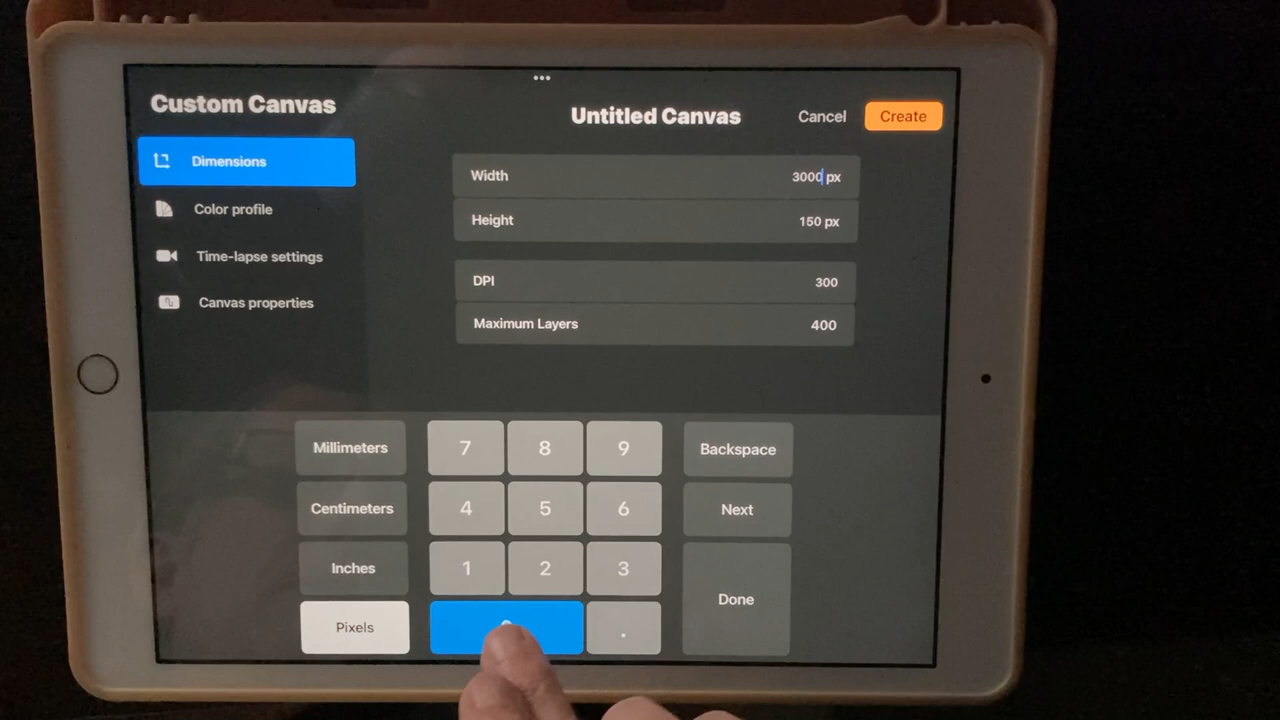 Custom Canvas
Untitled Canvas
Cancel
Create
Dimensions
Color profile
Time-lapse settings
Canvas properties
Width 3000 px
Height 150 px
DPI 300
Maximum Layers 400
Millimeters 7 8 9 Backspace
Centimeters 4 5 6 Next
Inches 1 2 3
Pixels . Done